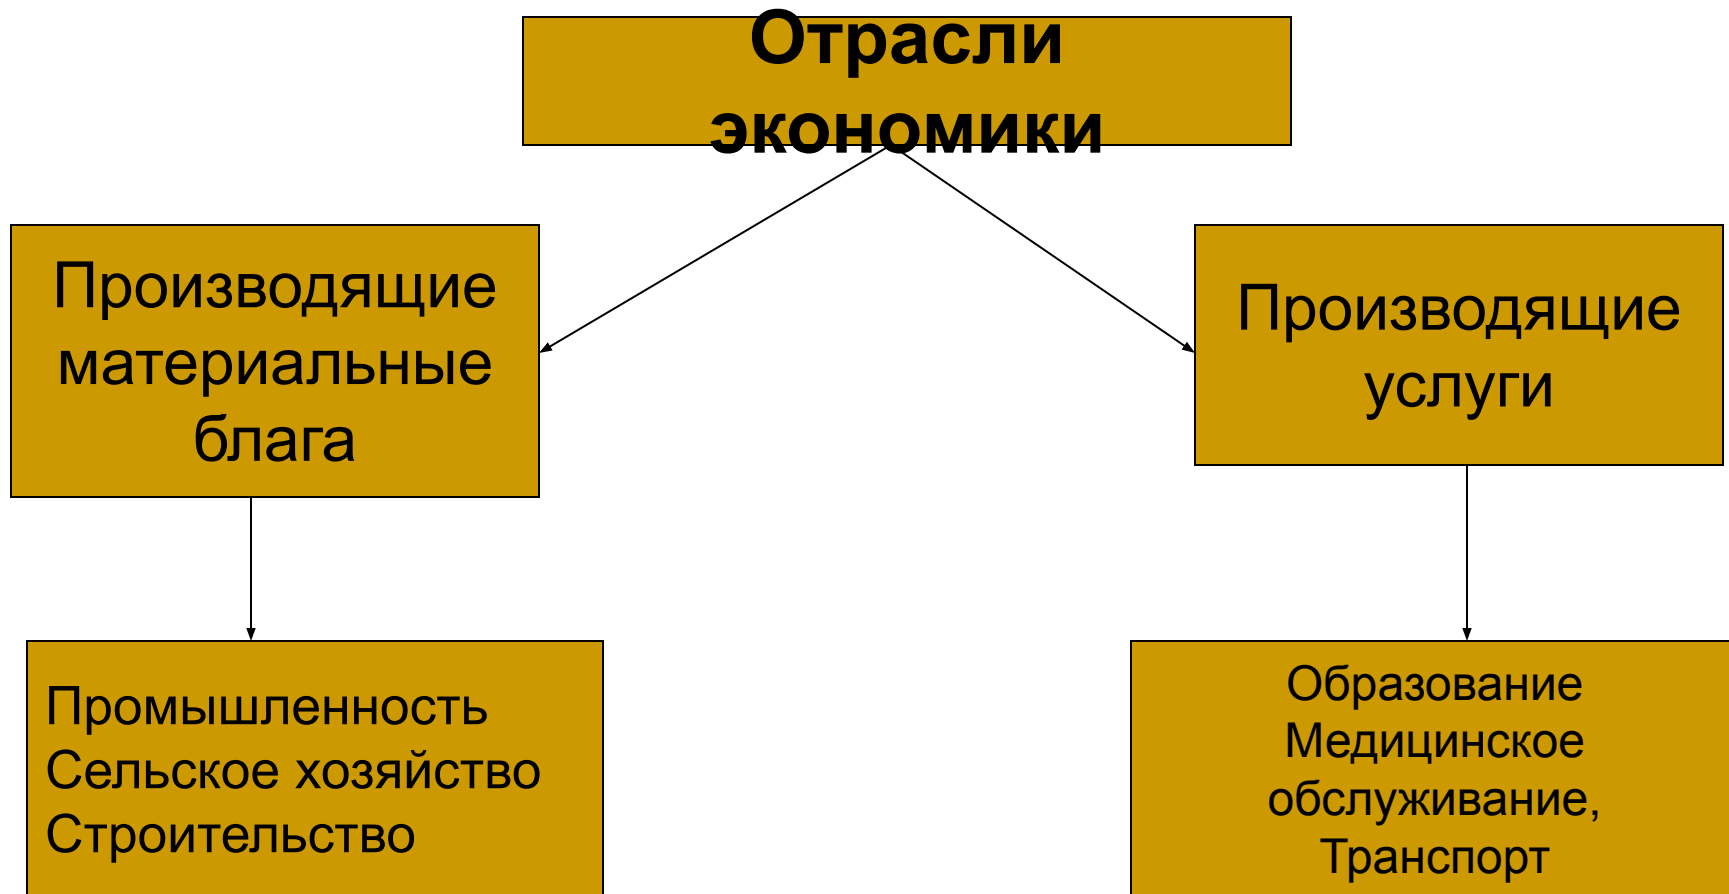 Отрасли
экономики
Производящие
материальные
блага
Производящие
услуги
Промышленность
Сельское хозяйство
Строительство
Образование
Медицинское
обслуживание,
Транспорт